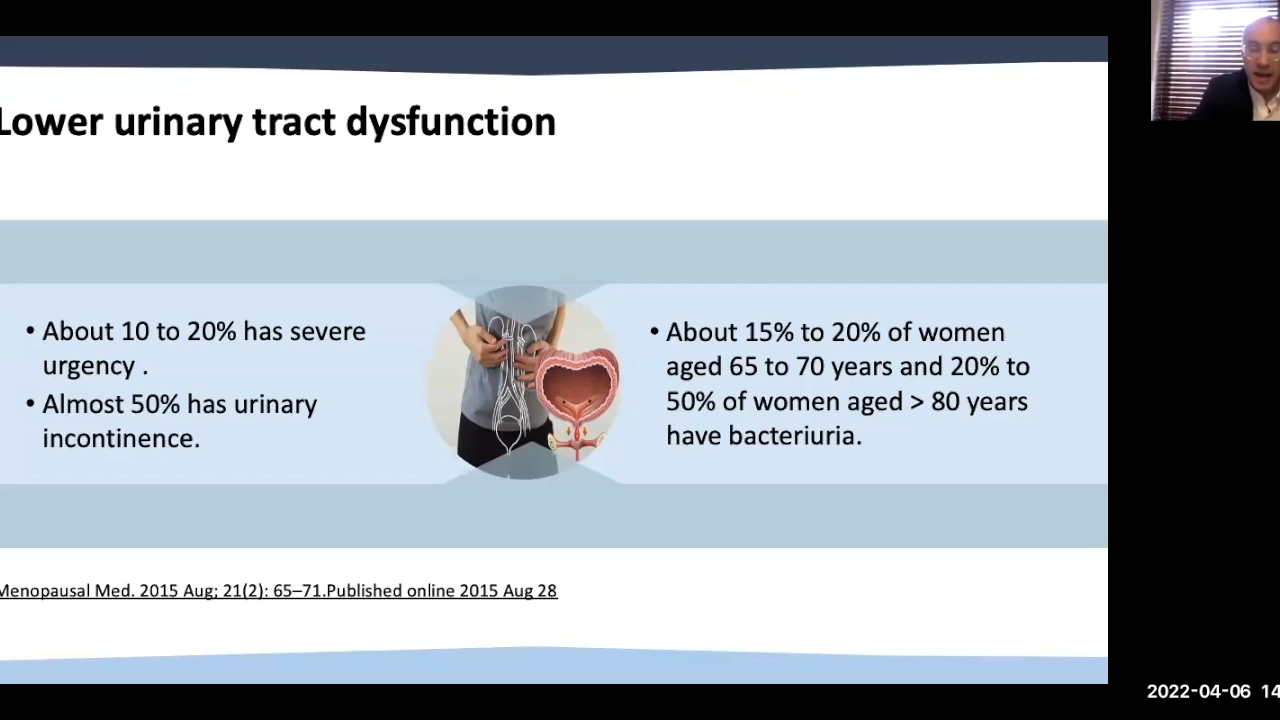 Lower urinary tract dysfunction
• About 10 to 20% has severe
urgency .
• Almost 50% has urinary
incontinence.
• About 15% to 20% of women
aged 65 to 70 years and 20% to
50% of women aged > 80 years
have bacteriuria.
Menopausal Med. 2015 Aug; 21(2): 65–71.Published online 2015 Aug 28
2022-04-06 14